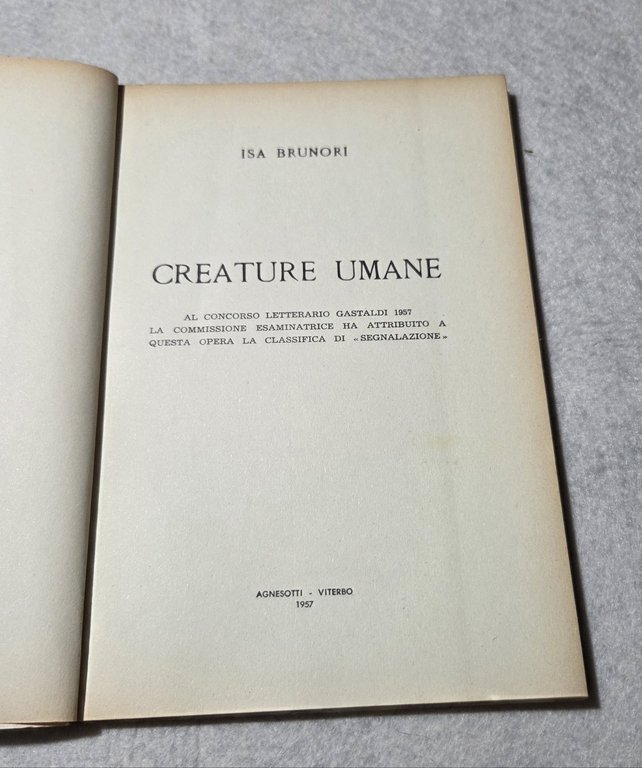 ISA BRUNORI
CREATURE UMANE
AL CONCORSO LETTERARIO GASTALDI 1957
LA COMMISSIONE ESAMINATRICE HA ATTRIBUITO A
QUESTA OPERA LA CLASSIFICA DI «SEGNALAZIONE»
AGNESOTTI - VITERBO
1957